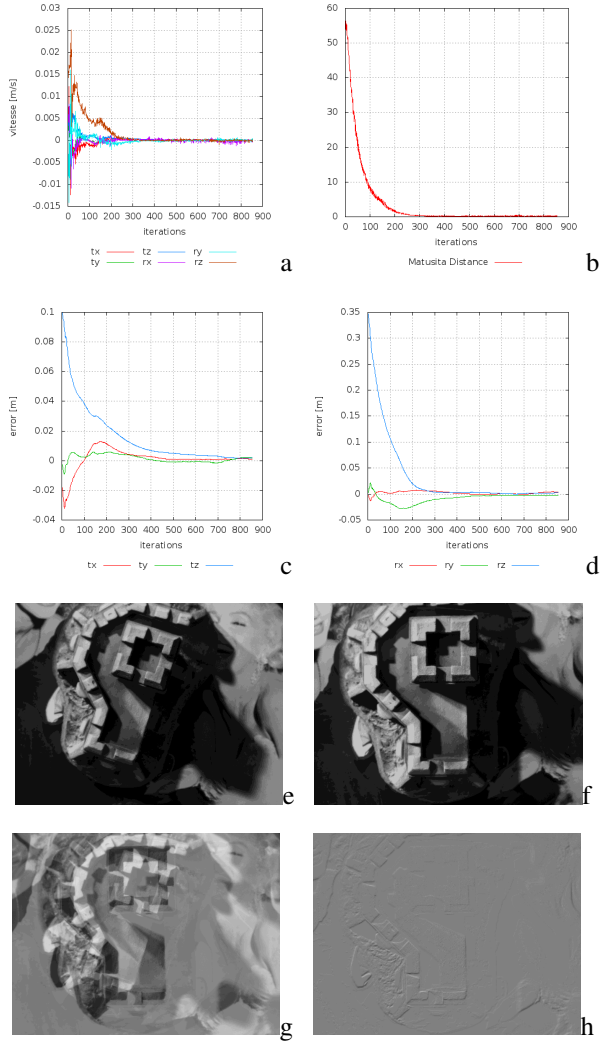 0.03
0.025
0.02
0.015
0.01
0.005
0
-0.005
-0.01
-0.015
vitesse [m/s]
0 100 200 300 400 500 600 700 800 900
iterations
tx tz ry
ty rx rz
a
60
50
40
30
20
10
0
0 100 200 300 400 500 600 700 800 900
iterations
Matusita Distance
b
0.1
0.08
0.06
0.04
0.02
0
-0.02
-0.04
error [m]
0 100 200 300 400 500 600 700 800 900
iterations
tx ty tz
c
0.35
0.3
0.25
0.2
0.15
0.1
0.05
0
-0.05
error [m]
0 100 200 300 400 500 600 700 800 900
iterations
rx ry rz
d
e
f
g
h